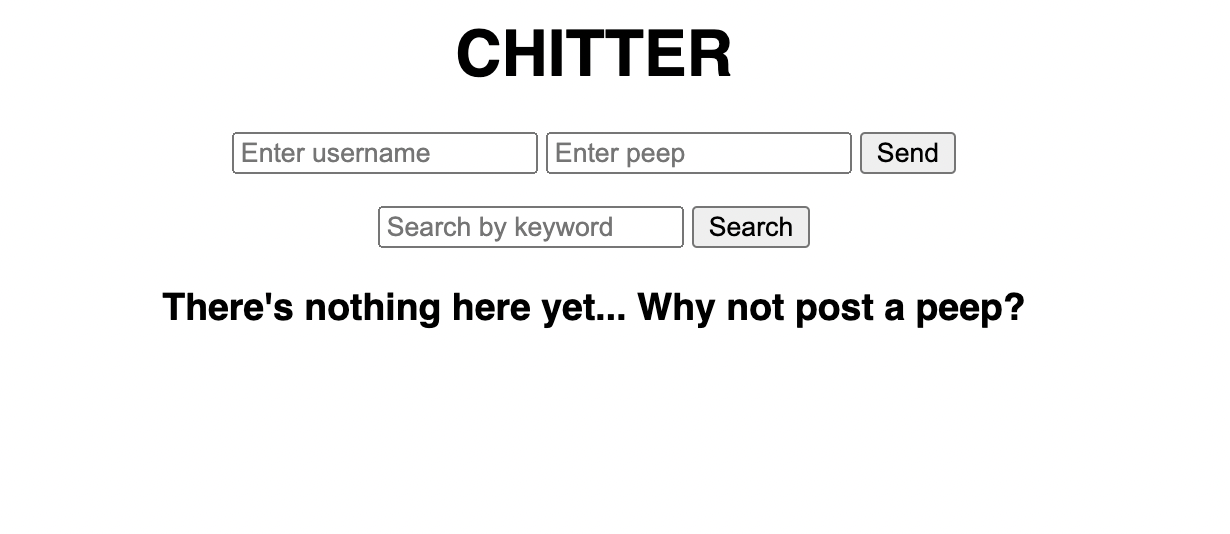 CHITTER
Enter username Enter peep Send
Search by keyword Search
There's nothing here yet... Why not post a peep?